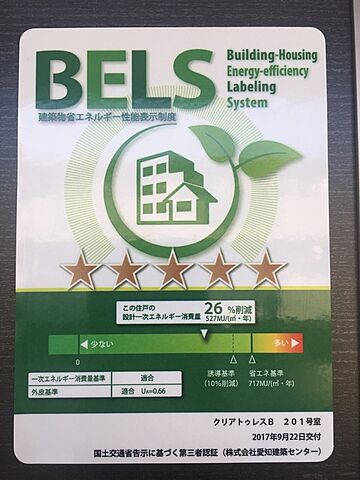 BELS
Building-Housing
Energy-efficiency
Labeling
System
建築物省エネルギー性能表示制度
この住戸の
設計一次エネルギー消費量
26 %削減
527MJ/(㎡・年)
少ない
多い
0
誘導基準
(10%削減)
省エネ基準
717MJ/(㎡・年)
一次エネルギー消費量基準 適合
外皮基準 適合 UA=0.66
クリアトゥレスB 201号室
2017年9月22日交付
国土交通省告示に基づく第三者認証(株式会社愛知建築センター)